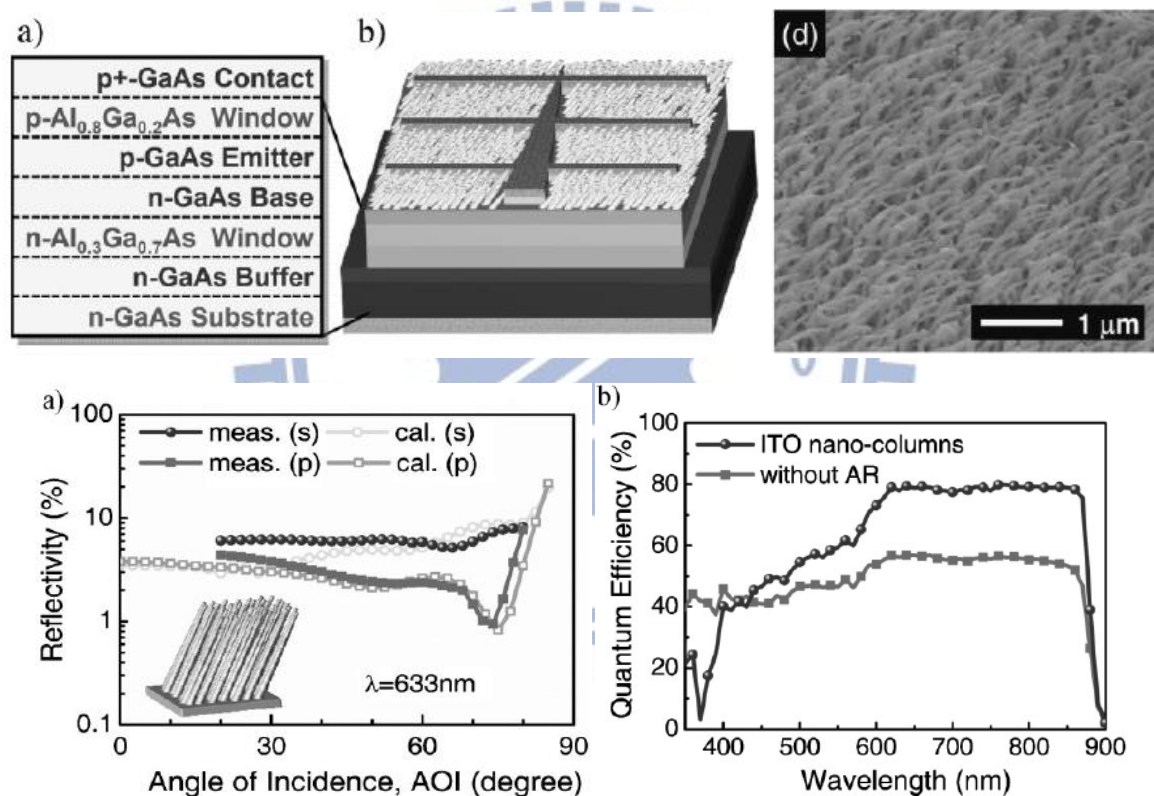 a)
p+-GaAs Contact
p-Al0.8Ga0.2As Window
p-GaAs Emitter
n-GaAs Base
n-Al0.3Ga0.7As Window
n-GaAs Buffer
n-GaAs Substrate
b)
(d)
1 μm
a)
meas. (s)
cal. (s)
meas. (p)
cal. (p)
Reflectivity (%)
100
10
1
0.1
λ=633nm
0
30
60
90
Angle of Incidence, AOI (degree)
b)
ITO nano-columns
without AR
Quantum Efficiency (%)
100
80
60
40
20
0
400
500
600
700
800
900
Wavelength (nm)